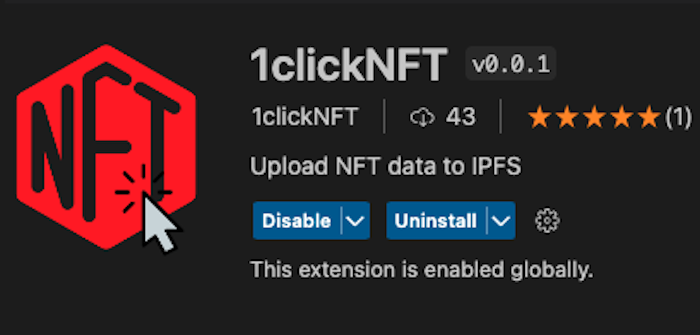 NFT
1clickNFT v0.0.1
1clickNFT 43 (1)
Upload NFT data to IPFS
Disable Uninstall
This extension is enabled globally.